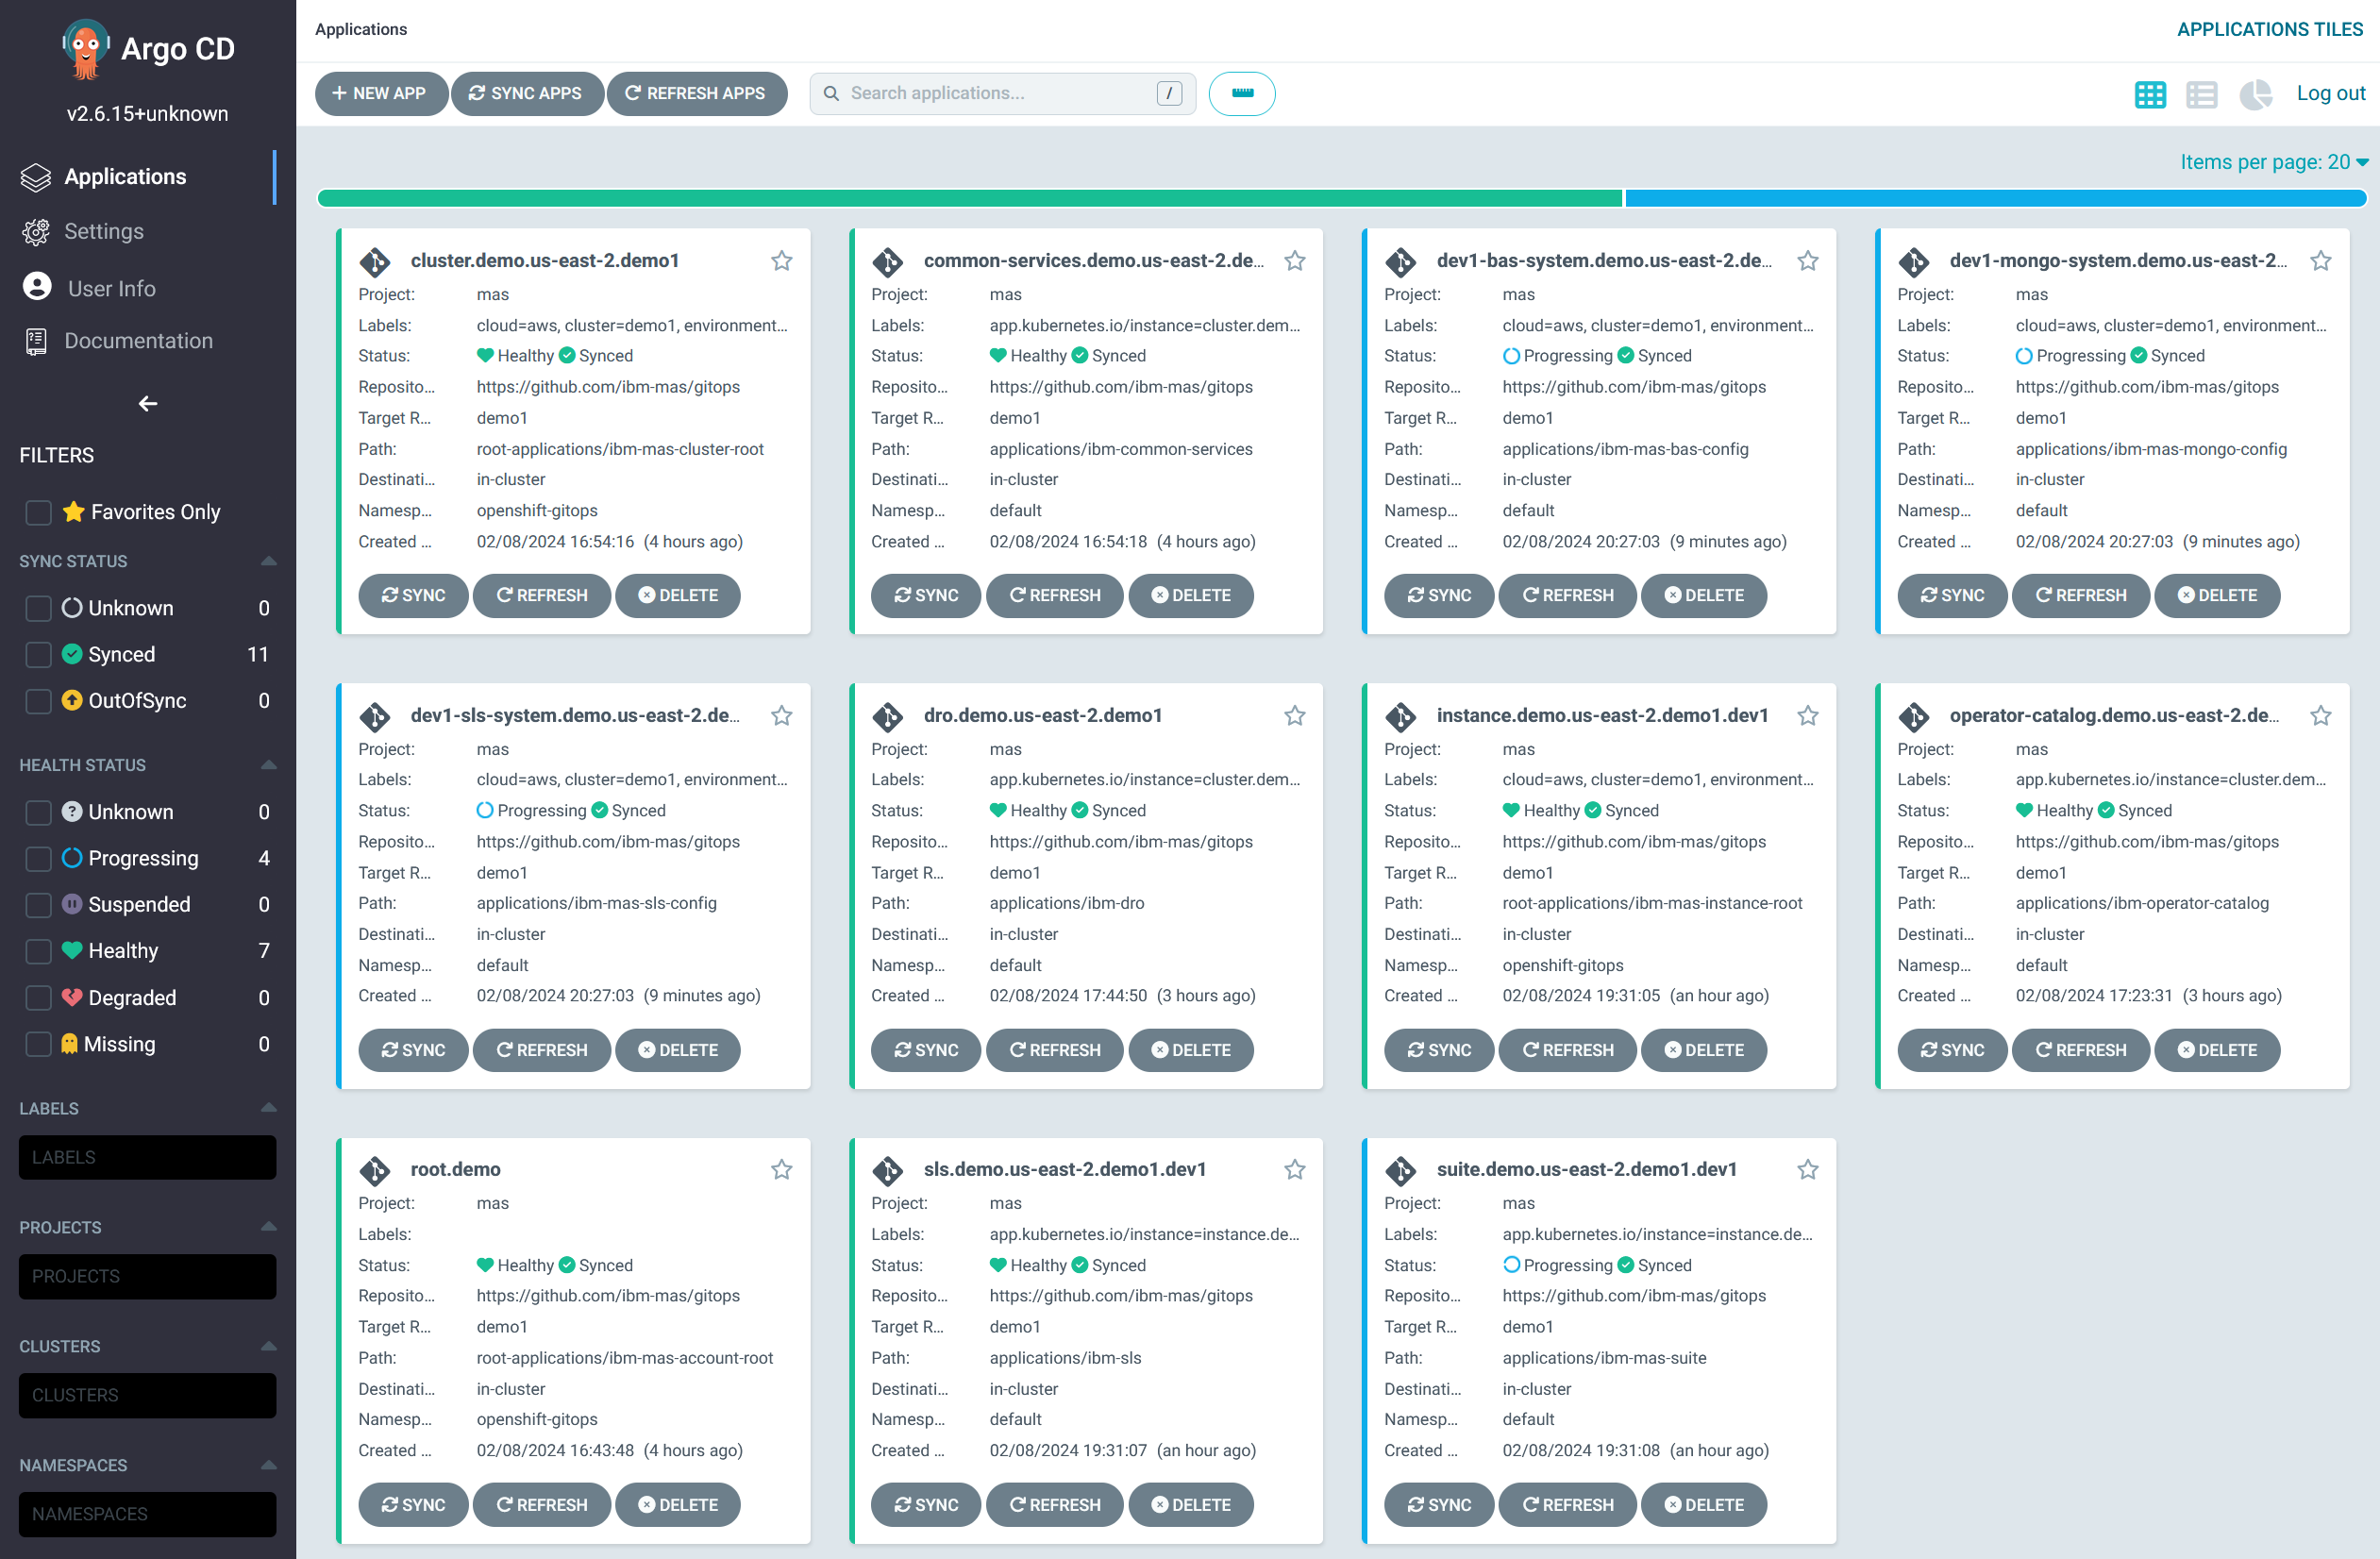 Argo CD
v2.6.15+unknown
Applications
Settings
User Info
Documentation
FILTERS
Favorites Only
SYNC STATUS
Unknown 0
Synced 11
OutOfSync 0
HEALTH STATUS
Unknown 0
Progressing 4
Suspended 0
Healthy 7
Degraded 0
Missing 0
LABELS
LABELS
PROJECTS
PROJECTS
CLUSTERS
CLUSTERS
NAMESPACES
NAMESPACES
Applications
APPLICATIONS TILES
+ NEW APP SYNC APPS REFRESH APPS Search applications... / Log out
Items per page: 20
cluster.demo.us-east-2.demo1
Project: mas
Labels: cloud=aws, cluster=demo1, environment...
Status: Healthy Synced
Reposito... https://github.com/ibm-mas/gitops
Target R... demo1
Path: root-applications/ibm-mas-cluster-root
Destinati... in-cluster
Namesp... openshift-gitops
Created ... 02/08/2024 16:54:16 (4 hours ago)
SYNC REFRESH DELETE
common-services.demo.us-east-2.de...
Project: mas
Labels: app.kubernetes.io/instance=cluster.dem...
Status: Healthy Synced
Reposito... https://github.com/ibm-mas/gitops
Target R... demo1
Path: applications/ibm-common-services
Destinati... in-cluster
Namesp... default
Created ... 02/08/2024 16:54:18 (4 hours ago)
SYNC REFRESH DELETE
dev1-bas-system.demo.us-east-2.de...
Project: mas
Labels: cloud=aws, cluster=demo1, environment...
Status: Progressing Synced
Reposito... https://github.com/ibm-mas/gitops
Target R... demo1
Path: applications/ibm-mas-bas-config
Destinati... in-cluster
Namesp... default
Created ... 02/08/2024 20:27:03 (9 minutes ago)
SYNC REFRESH DELETE
dev1-mongo-system.demo.us-east-2...
Project: mas
Labels: cloud=aws, cluster=demo1, environment...
Status: Progressing Synced
Reposito... https://github.com/ibm-mas/gitops
Target R... demo1
Path: applications/ibm-mas-mongo-config
Destinati... in-cluster
Namesp... default
Created ... 02/08/2024 20:27:03 (9 minutes ago)
SYNC REFRESH DELETE
dev1-sls-system.demo.us-east-2.de...
Project: mas
Labels: cloud=aws, cluster=demo1, environment...
Status: Progressing Synced
Reposito... https://github.com/ibm-mas/gitops
Target R... demo1
Path: applications/ibm-mas-sls-config
Destinati... in-cluster
Namesp... default
Created ... 02/08/2024 20:27:03 (9 minutes ago)
SYNC REFRESH DELETE
dro.demo.us-east-2.demo1
Project: mas
Labels: app.kubernetes.io/instance=cluster.dem...
Status: Healthy Synced
Reposito... https://github.com/ibm-mas/gitops
Target R... demo1
Path: applications/ibm-dro
Destinati... in-cluster
Namesp... default
Created ... 02/08/2024 17:44:50 (3 hours ago)
SYNC REFRESH DELETE
instance.demo.us-east-2.demo1.dev1
Project: mas
Labels: cloud=aws, cluster=demo1, environment...
Status: Healthy Synced
Reposito... https://github.com/ibm-mas/gitops
Target R... demo1
Path: root-applications/ibm-mas-instance-root
Destinati... in-cluster
Namesp... openshift-gitops
Created ... 02/08/2024 19:31:05 (an hour ago)
SYNC REFRESH DELETE
operator-catalog.demo.us-east-2.de...
Project: mas
Labels: app.kubernetes.io/instance=cluster.dem...
Status: Healthy Synced
Reposito... https://github.com/ibm-mas/gitops
Target R... demo1
Path: applications/ibm-operator-catalog
Destinati... in-cluster
Namesp... default
Created ... 02/08/2024 17:23:31 (3 hours ago)
SYNC REFRESH DELETE
root.demo
Project: mas
Labels:
Status: Healthy Synced
Reposito... https://github.com/ibm-mas/gitops
Target R... demo1
Path: root-applications/ibm-mas-account-root
Destinati... in-cluster
Namesp... openshift-gitops
Created ... 02/08/2024 16:43:48 (4 hours ago)
SYNC REFRESH DELETE
sls.demo.us-east-2.demo1.dev1
Project: mas
Labels: app.kubernetes.io/instance=instance.de...
Status: Healthy Synced
Reposito... https://github.com/ibm-mas/gitops
Target R... demo1
Path: applications/ibm-sls
Destinati... in-cluster
Namesp... default
Created ... 02/08/2024 19:31:07 (an hour ago)
SYNC REFRESH DELETE
suite.demo.us-east-2.demo1.dev1
Project: mas
Labels: app.kubernetes.io/instance=instance.de...
Status: Progressing Synced
Reposito... https://github.com/ibm-mas/gitops
Target R... demo1
Path: applications/ibm-mas-suite
Destinati... in-cluster
Namesp... default
Created ... 02/08/2024 19:31:08 (an hour ago)
SYNC REFRESH DELETE